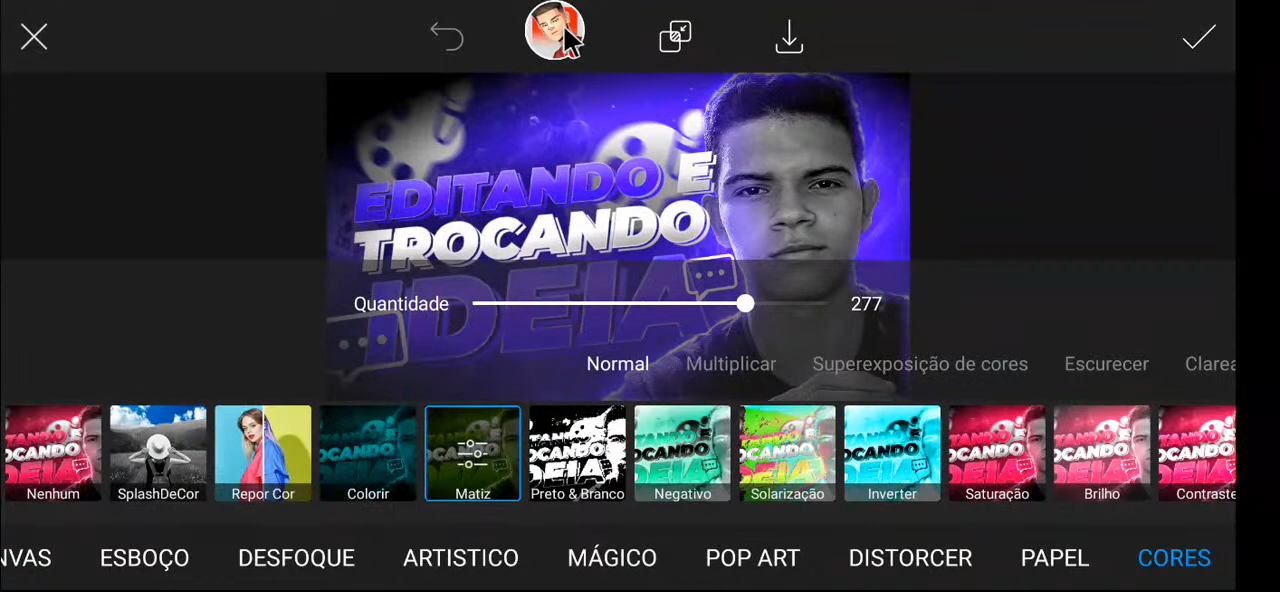 EDITANDO E
TROCANDO
IDEIA
Quantidade 277
Normal Multiplicar Superexposição de cores Escurecer Clarea
Nenhum SplashDeCor Repor Cor Colorir Matiz Preto & Branco Negativo Solarização Inverter Saturação Brilho Contraste
NVAS ESBOÇO DESFOQUE ARTISTICO MÁGICO POP ART DISTORCER PAPEL CORES